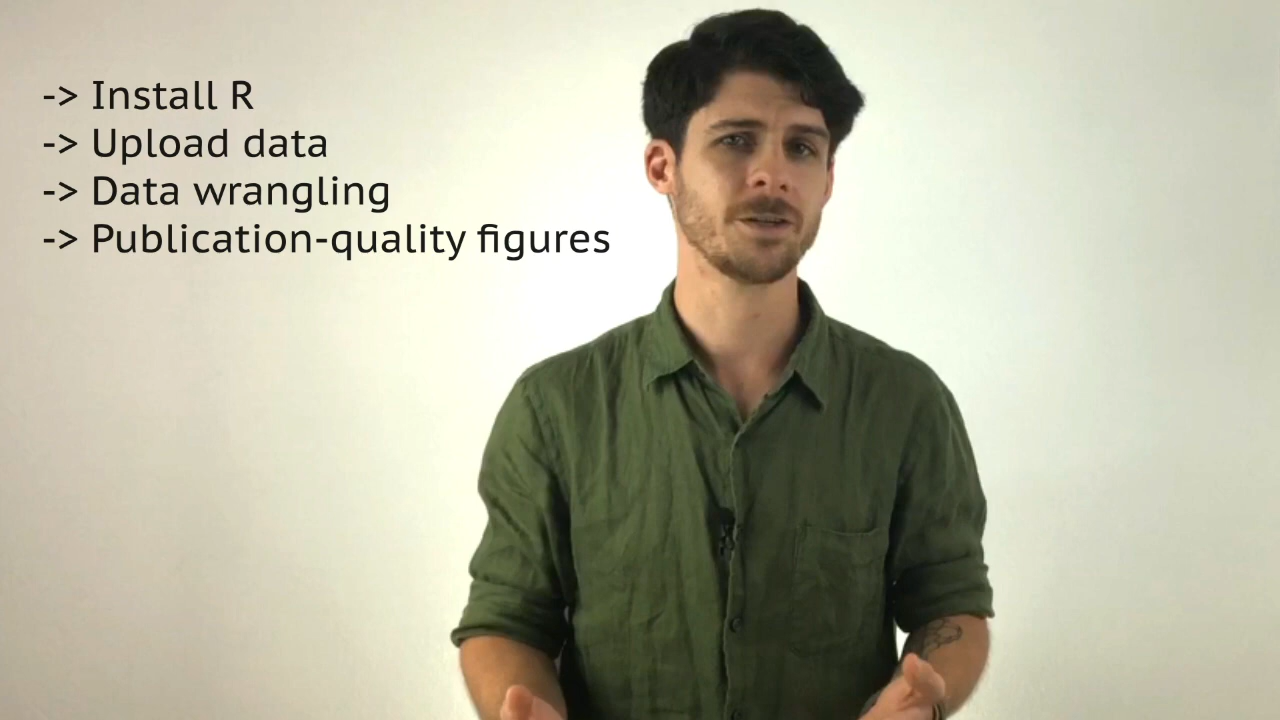 -> Install R
-> Upload data
-> Data wrangling
-> Publication-quality figures